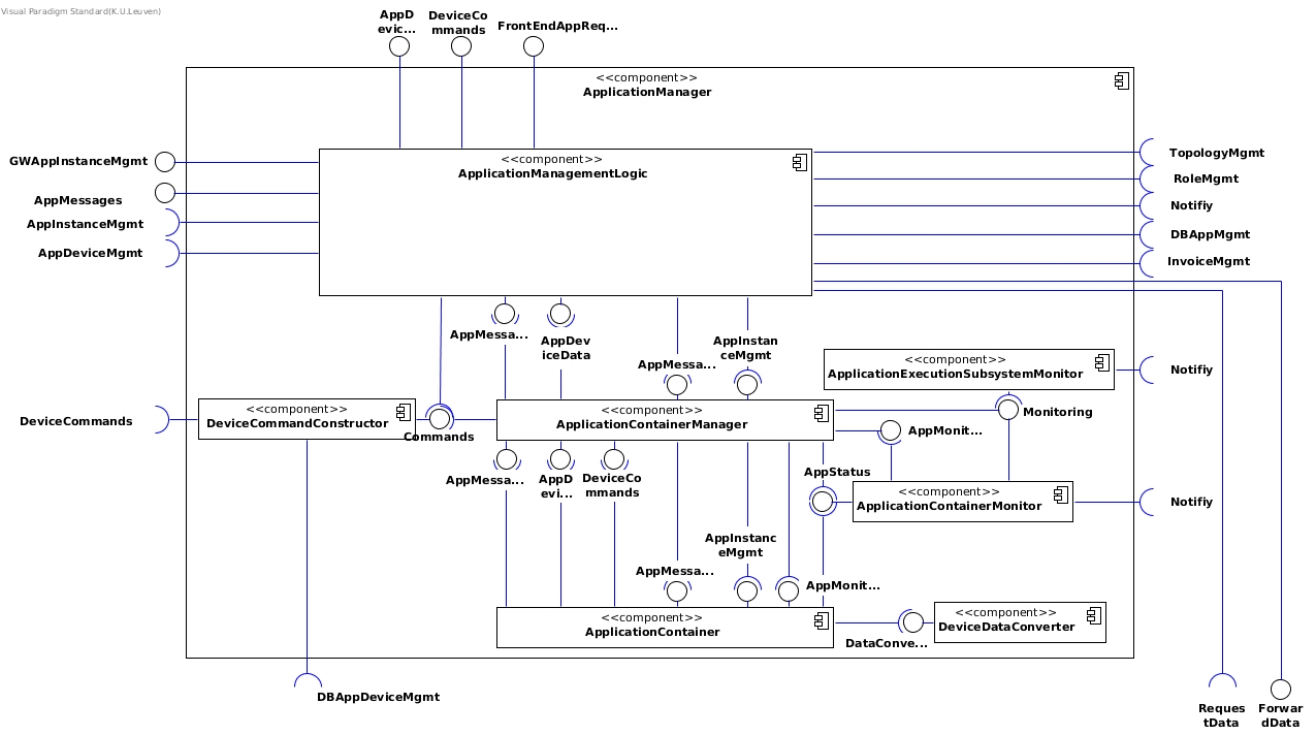 Visual Paradigm Standard(K.U.Leuven)
AppD
evic...
DeviceCo
mmands
FrontEndAppReq...
<<component>>
ApplicationManager
GWAppInstanceMgmt
AppMessages
AppInstanceMgmt
AppDeviceMgmt
<<component>>
ApplicationManagementLogic
TopologyMgmt
RoleMgmt
Notifiy
DBAppMgmt
InvoiceMgmt
AppMessa...
AppDev
iceData
AppMessa...
AppInstan
ceMgmt
<<component>>
ApplicationExecutionSubsystemMonitor
Notifiy
DeviceCommands
<<component>>
DeviceCommandConstructor
Commands
<<component>>
ApplicationContainerManager
Monitoring
AppMonit...
AppMessa...
AppD
evi...
DeviceCo
mmands
AppStatus
<<component>>
ApplicationContainerMonitor
Notifiy
AppInstanc
eMgmt
AppMessa...
AppMonit...
<<component>>
ApplicationContainer
DataConve...
<<component>>
DeviceDataConverter
DBAppDeviceMgmt
Reques
tData
Forwar
dData